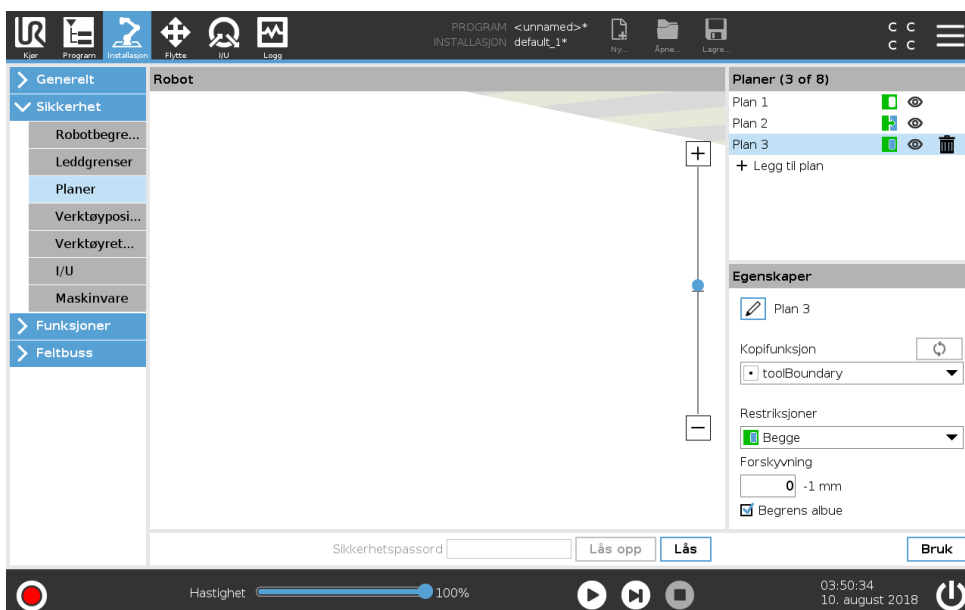 UR
Kjør
Program
Installasjon
Flytte
I/U
Logg
PROGRAM <unnamed>*
INSTALLASJON default_1*
Ny...
Åpne...
Lagre...
C C
C C
Generelt
Sikkerhet
Robotbegre...
Leddgrenser
Planer
Verktøyposi...
Verktøyret...
I/U
Maskinvare
Funksjoner
Feltbuss
Robot
Planer (3 of 8)
Plan 1
Plan 2
Plan 3
+ Legg til plan
Egenskaper
Plan 3
Kopifunksjon
toolBoundary
Restriksjoner
Begge
Forskyvning
0 -1 mm
Begrens albue
Sikkerhetspassord
Lås opp
Lås
Bruk
Hastighet
100%
03:50:34
10. august 2018